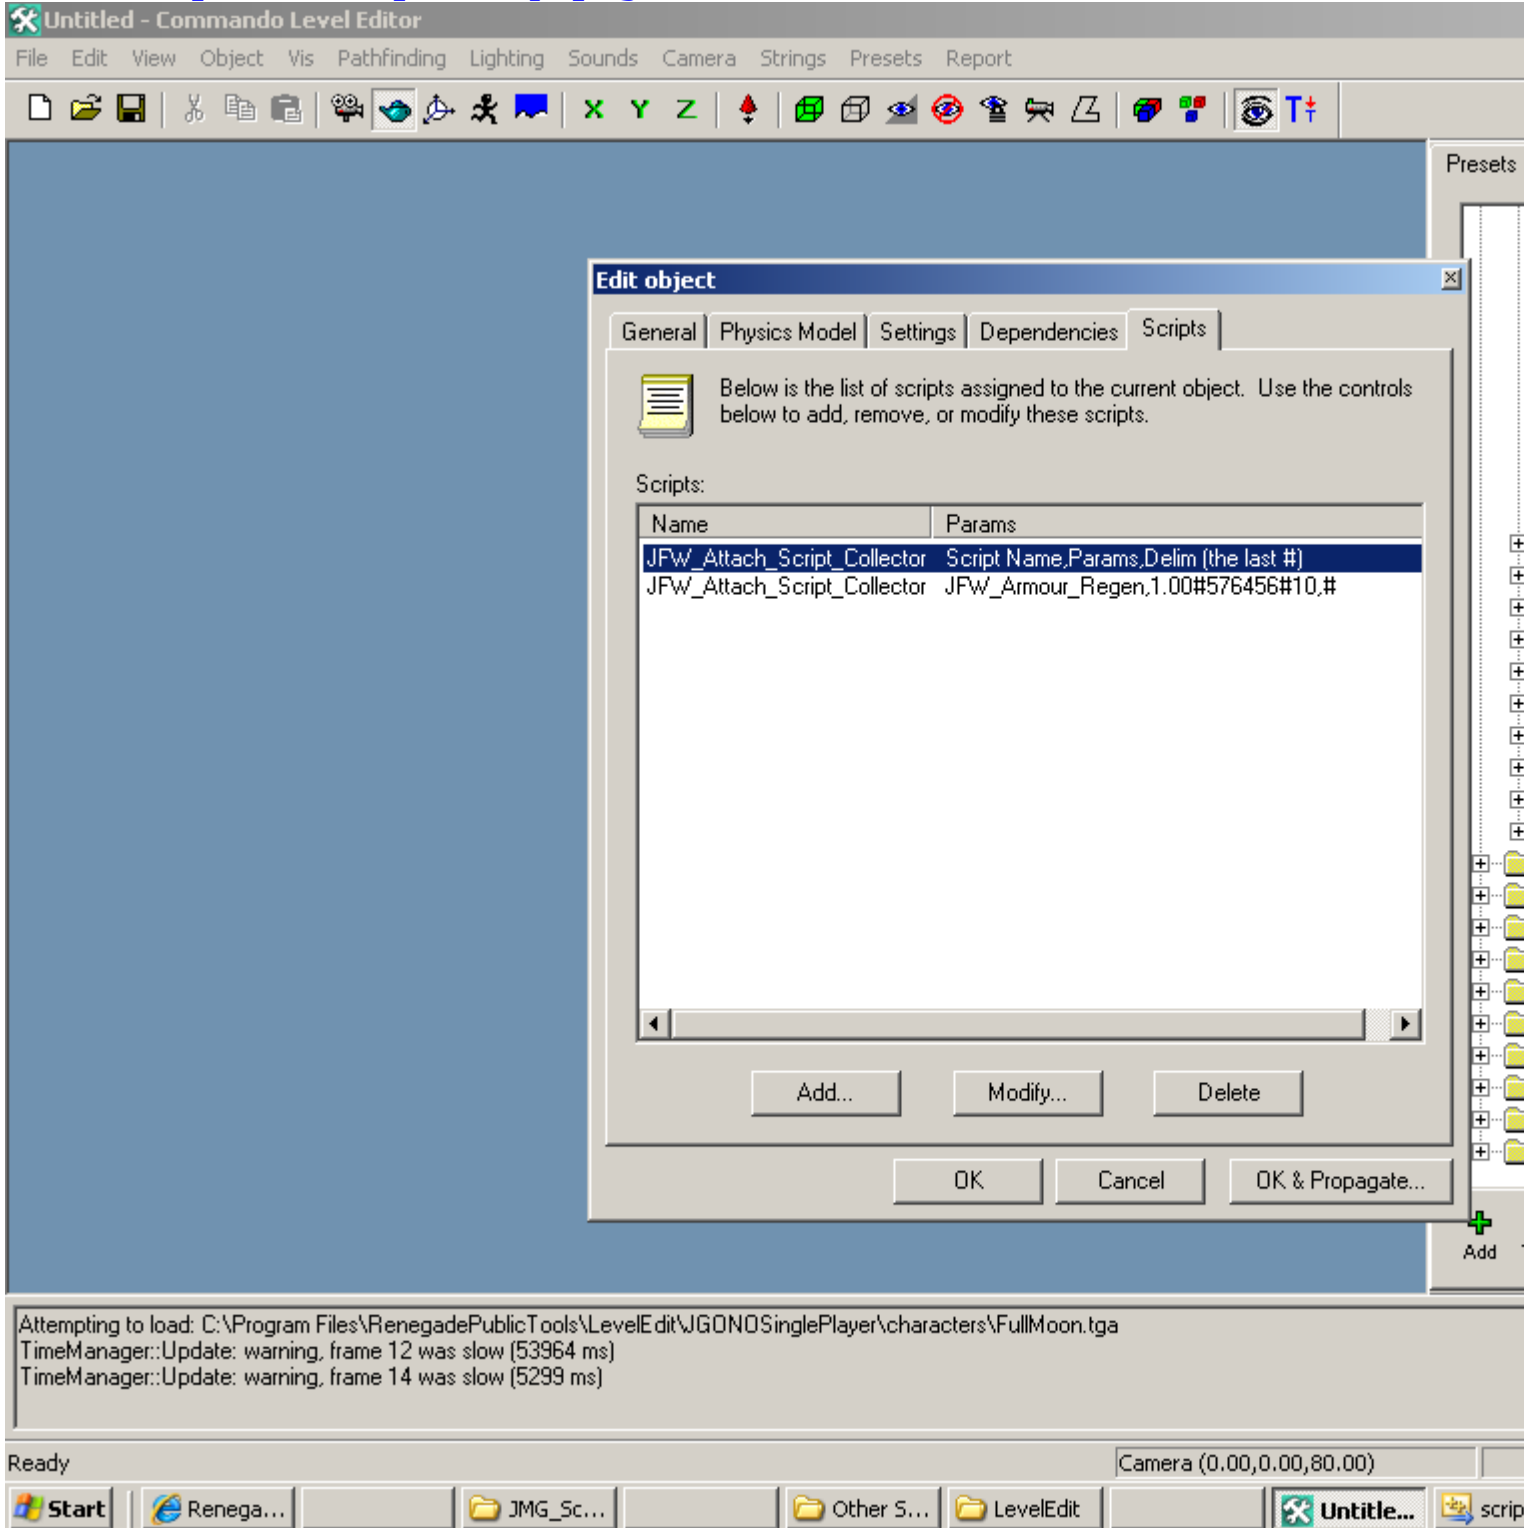 Untitled - Commando Level Editor
File Edit View Object Vis Pathfinding Lighting Sounds Camera Strings Presets Report
X Y Z
Presets
Edit object
General Physics Model Settings Dependencies Scripts
Below is the list of scripts assigned to the current object. Use the controls
below to add, remove, or modify these scripts.
Scripts:
Name Params
JFW_Attach_Script_Collector Script Name,Params,Delim (the last #)
JFW_Attach_Script_Collector JFW_Armour_Regen,1.00#576456#10,#
Add... Modify... Delete
OK Cancel OK & Propagate...
Add
Attempting to load: C:\Program Files\RenegadePublicTools\LevelEdit\JGONOSinglePlayer\characters\FullMoon.tga
TimeManager::Update: warning, frame 12 was slow (53964 ms)
TimeManager::Update: warning, frame 14 was slow (5299 ms)
Ready
Camera (0.00,0.00,80.00)
Start Renega... JMG_Sc... Other S... LevelEdit Untitle... scrip